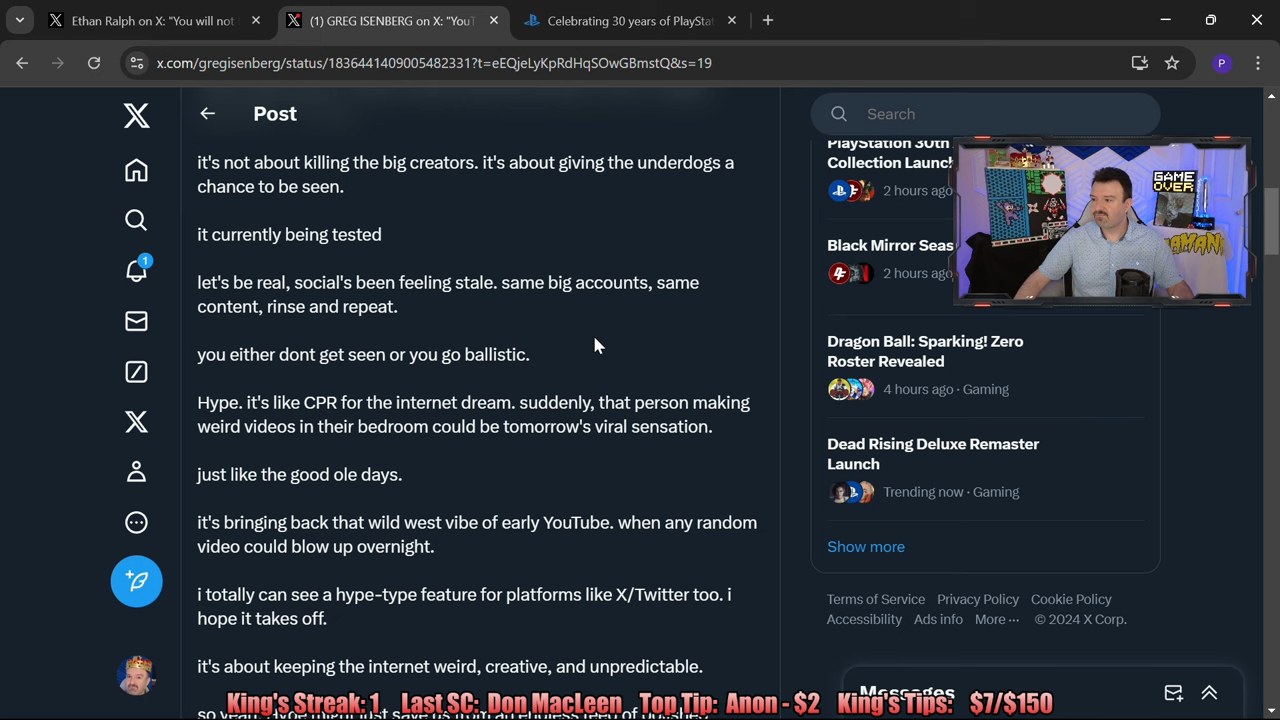 Ethan Ralph on X: "You will not
(1) GREG ISENBERG on X: "YouT
Celebrating 30 years of PlayStat
x.com/gregisenberg/status/1836441409005482331?t=eEQjeLyKpRdHqSOwGBmstQ&s=19
P
Post
it's not about killing the big creators. it's about giving the underdogs a
chance to be seen.
it currently being tested
let's be real, social's been feeling stale. same big accounts, same
content, rinse and repeat.
you either dont get seen or you go ballistic.
Hype. it's like CPR for the internet dream. suddenly, that person making
weird videos in their bedroom could be tomorrow's viral sensation.
just like the good ole days.
it's bringing back that wild west vibe of early YouTube. when any random
video could blow up overnight.
i totally can see a hype-type feature for platforms like X/Twitter too. i
hope it takes off.
it's about keeping the internet weird, creative, and unpredictable.
1
Search
PlayStation 30th
Collection Launch
2 hours ago
Black Mirror Seas
2 hours ago
Dragon Ball: Sparking! Zero
Roster Revealed
4 hours ago · Gaming
Dead Rising Deluxe Remaster
Launch
Trending now · Gaming
Show more
Terms of Service Privacy Policy Cookie Policy
Accessibility Ads info More ··· © 2024 X Corp.
GAME
OVER
Messages
King's Streak: 1 Last SC: Don MacLeen Top Tip: Anon - $2 King's Tips: $7/$150